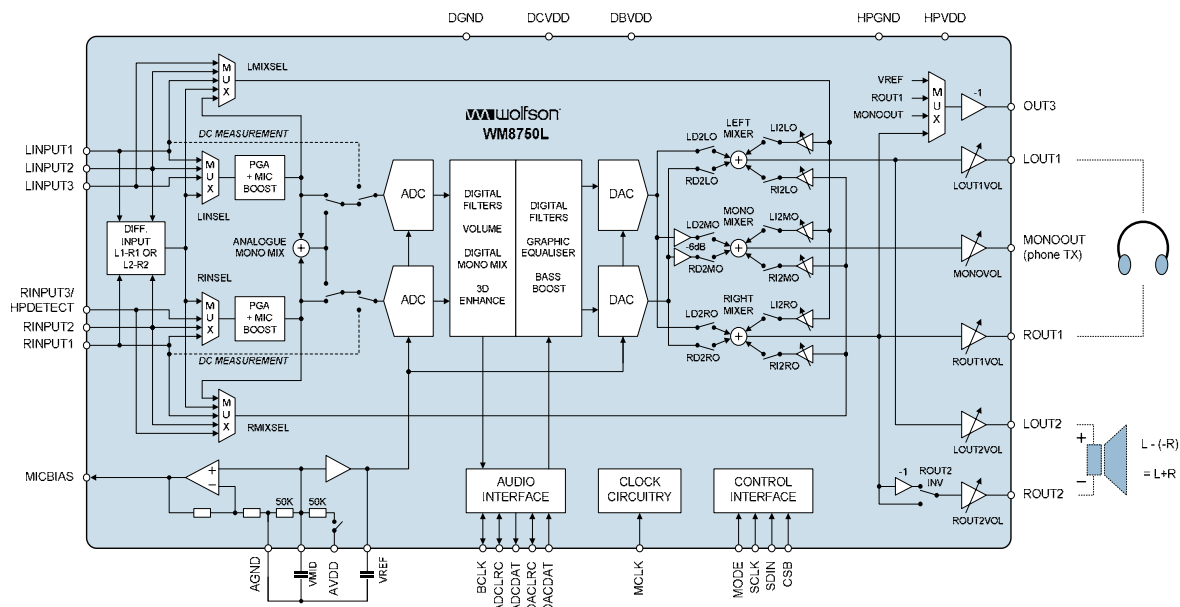 DGND
DCVDD
DBVDD
HPGND
HPVDD
M
U
X
LMIXSEL
DC MEASUREMENT
wolfson
WM8750L
VREF
ROUT1
MONOOUT
M
U
X
-1
OUT3
LINPUT1
LINPUT2
LINPUT3
M
U
X
LINSEL
PGA
+ MIC
BOOST
ADC
DIGITAL
FILTERS
VOLUME
DIGITAL
MONO MIX
3D
ENHANCE
DIGITAL
FILTERS
GRAPHIC
EQUALISER
BASS
BOOST
DAC
LD2LO
RD2LO
LEFT
MIXER
LI2LO
RI2LO
LOUT1
LOUT1VOL
DIFF.
INPUT
L1-R1 OR
L2-R2
ANALOGUE
MONO MIX
LD2MO
-6dB
RD2MO
MONO
MIXER
LI2MO
RI2MO
MONOOUT
(phone TX)
MONOVOL
RINPUT3/
HPDETECT
RINPUT2
RINPUT1
RINSEL
M
U
X
PGA
+ MIC
BOOST
ADC
DAC
LD2RO
RD2RO
RIGHT
MIXER
LI2RO
RI2RO
ROUT1
ROUT1VOL
DC MEASUREMENT
M
U
X
RMIXSEL
LOUT2
LOUT2VOL
+
−
L - (-R)
= L+R
MICBIAS
+
−
50K
50K
AUDIO
INTERFACE
CLOCK
CIRCUITRY
CONTROL
INTERFACE
-1
ROUT2
INV
ROUT2
ROUT2VOL
AGND
VMID
AVDD
VREF
BCLK
ADCLRC
ADCDAT
DACLRC
DACDAT
MCLK
MODE
SCLK
SDIN
CSB